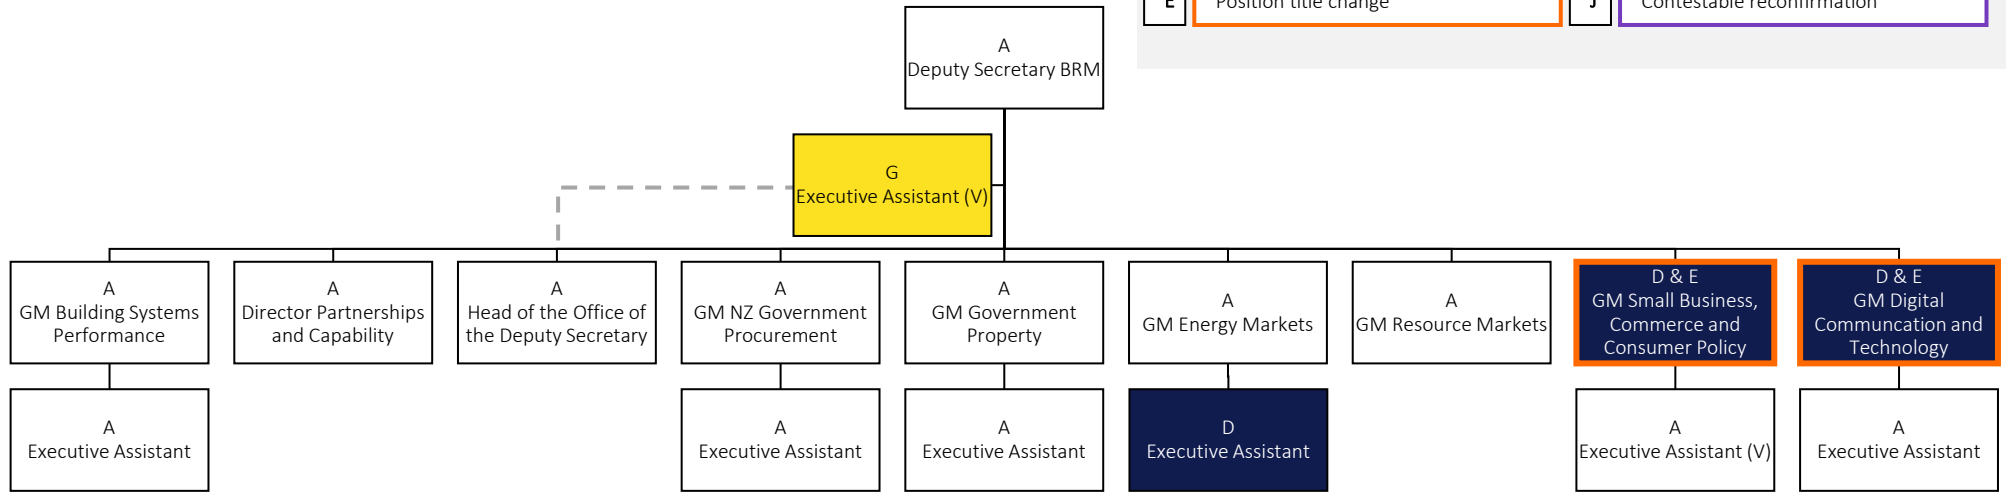 E
Position title change
J
Contestable reconfirmation
A
Deputy Secretary BRM
G
Executive Assistant (V)
A
GM Building Systems
Performance
A
Director Partnerships
and Capability
A
Head of the Office of
the Deputy Secretary
A
GM NZ Government
Procurement
A
GM Government
Property
A
GM Energy Markets
A
GM Resource Markets
D & E
GM Small Business,
Commerce and
Consumer Policy
D & E
GM Digital
Communcation and
Technology
A
Executive Assistant
A
Executive Assistant
A
Executive Assistant
D
Executive Assistant
A
Executive Assistant (V)
A
Executive Assistant